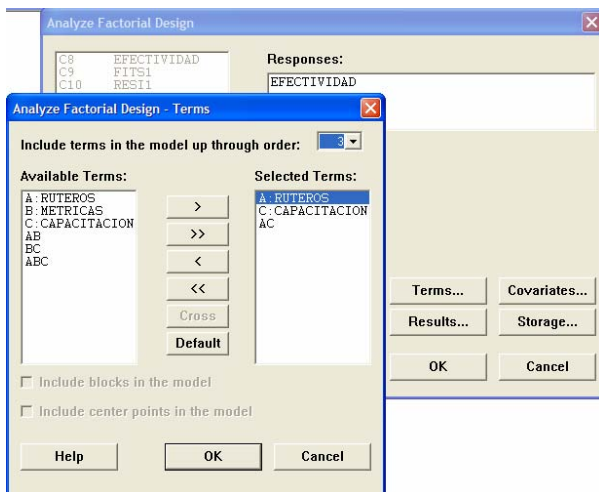 Analyze Factorial Design
C8 EFECTIVIDAD
C9 FITS1
C10 RESI1
Responses:
EFECTIVIDAD
Analyze Factorial Design - Terms
Include terms in the model up through order: 3
Available Terms:
A:RUTEROS
B:METRICAS
C:CAPACITACION
AB
BC
ABC
>
>>
<
<<
Cross
Default
Selected Terms:
A:RUTEROS
C:CAPACITACION
AC
Include blocks in the model
Include center points in the model
Help
OK
Cancel
Terms...
Covariates...
Results...
Storage...
OK
Cancel